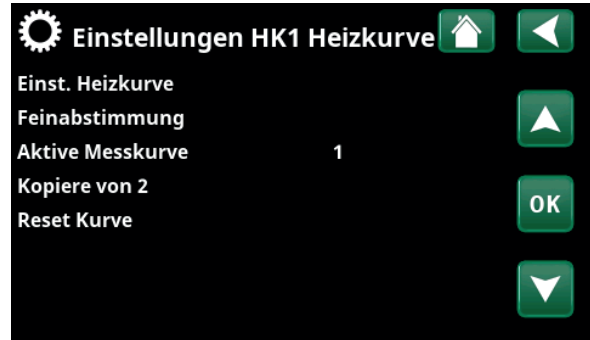 Einstellungen HK1 Heizkurve
Einst. Heizkurve
Feinabstimmung
Aktive Messkurve 1
Kopiere von 2
OK
Reset Kurve